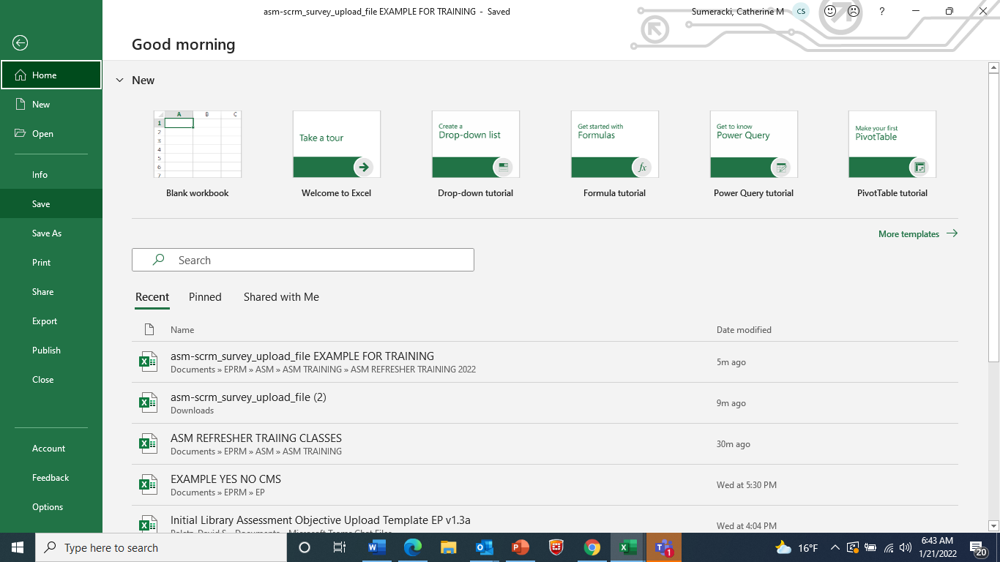 asm-scrm_survey_upload_file EXAMPLE FOR TRAINING - Saved
Sumeracki, Catherine M
CS
?
Good morning
Home
New
Open
Info
Save
Save As
Print
Share
Export
Publish
Close
Account
Feedback
Options
New
A B C
1
2
3
4
5
6
7
Blank workbook
Take a tour
Welcome to Excel
Create a
Drop-down list
Drop-down tutorial
Get started with
Formulas
fx
Formula tutorial
Get to know
Power Query
Power Query tutorial
Make your first
PivotTable
PivotTable tutorial
More templates
Search
Recent Pinned Shared with Me
Name Date modified
asm-scrm_survey_upload_file EXAMPLE FOR TRAINING
Documents » EPRM » ASM » ASM TRAINING » ASM REFRESHER TRAINING 2022
5m ago
asm-scrm_survey_upload_file (2)
Downloads
9m ago
ASM REFRESHER TRAIING CLASSES
Documents » EPRM » ASM » ASM TRAINING
30m ago
EXAMPLE YES NO CMS
Documents » EPRM » EP
Wed at 5:30 PM
Initial Library Assessment Objective Upload Template EP v1.3a
Wed at 4:04 PM
Type here to search
1
16°F
6:43 AM
1/21/2022
20